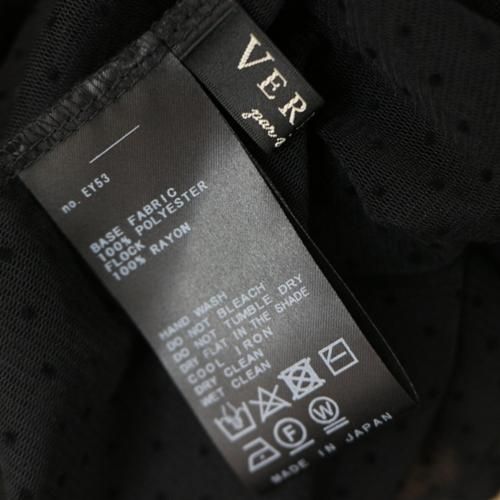 VER
par
no. EY53
BASE FABRIC
100% POLYESTER
FLOCK
100% RAYON
HAND WASH
DO NOT BLEACH
DO NOT TUMBLE DRY
DRY FLAT IN THE SHADE
COOL IRON
DRY CLEAN
WET CLEAN
F W
MADE IN JAPAN